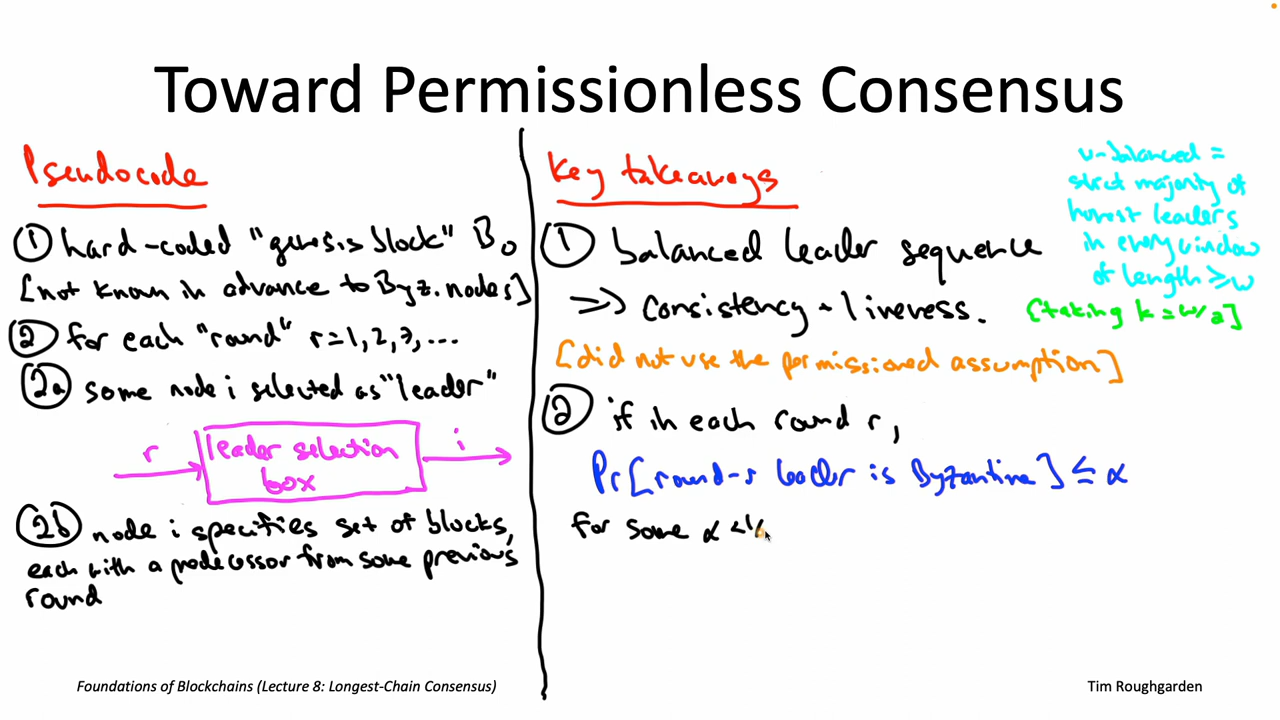 Toward Permissionless Consensus
Pseudocode
① hard-coded "genesis block" B₀
[not known in advance to Byz. nodes]
② for each "round" r=1,2,3,...
2a some node i selected as "leader"
r
leader selection
box
i
2b node i specifies set of blocks,
each with a predecessor from some previous
round
Key takeaways
① balanced leader sequence
=> consistency + liveness.
[taking k = w/2]
[did not use the permissioned assumption]
② if in each round r,
Pr[round-r leader is Byzantine] ≤ α
for some α <
w-balanced =
strict majority of
honest leaders
in every window
of length ≥ w
Foundations of Blockchains (Lecture 8: Longest-Chain Consensus)
Tim Roughgarden